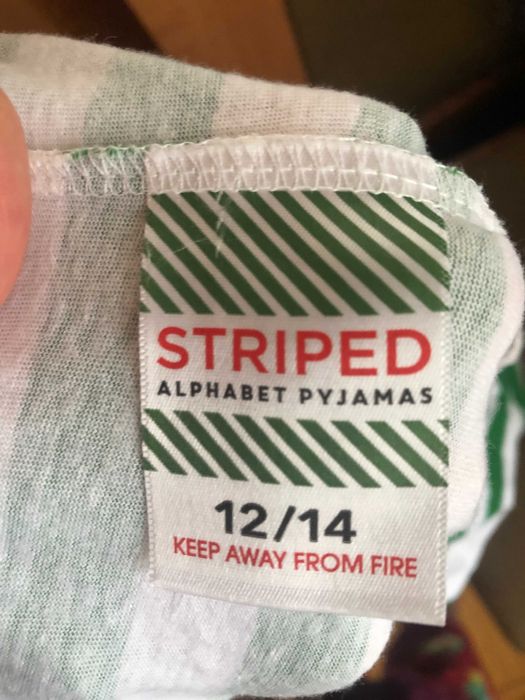 STRIPED
ALPHABET PYJAMAS
12/14
KEEP AWAY FROM FIRE